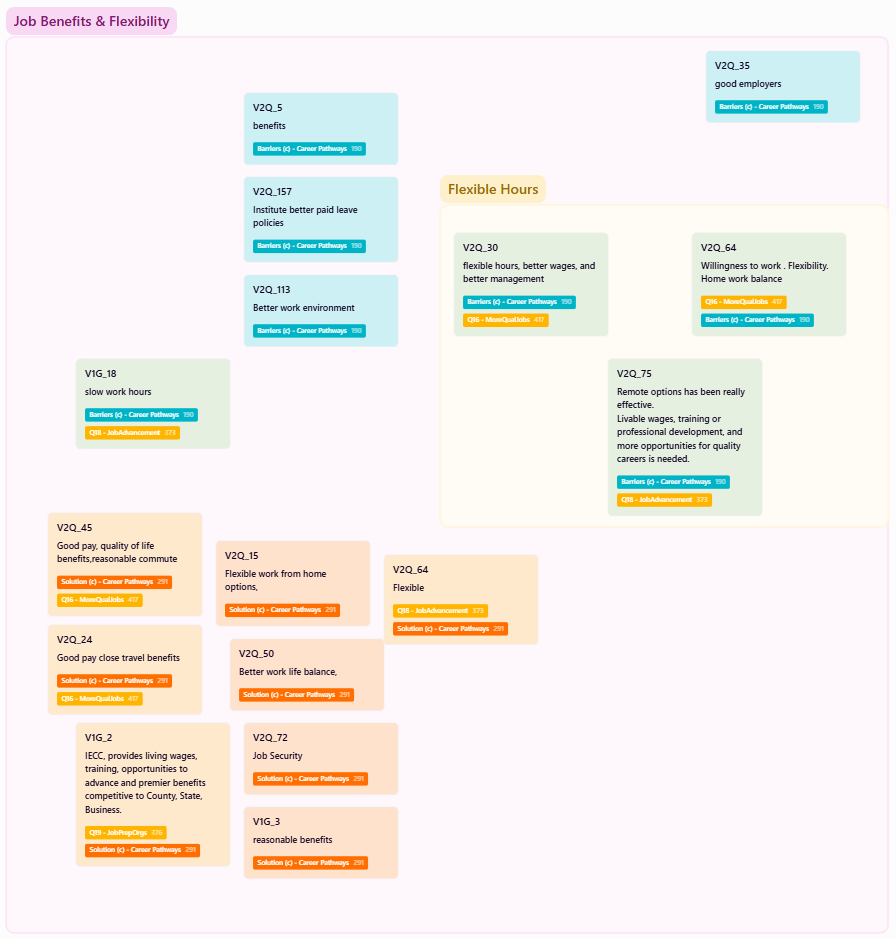 Job Benefits & Flexibility
V2Q_35
good employers
Barriers (c) - Career Pathways 190
V2Q_5
benefits
Barriers (c) - Career Pathways 190
V2Q_157
Institute better paid leave
policies
Barriers (c) - Career Pathways 190
V2Q_113
Better work environment
Barriers (c) - Career Pathways 190
Flexible Hours
V2Q_30
flexible hours, better wages, and
better management
Barriers (c) - Career Pathways 190
Q16 - MoreQualJobs 417
V2Q_64
Willingness to work . Flexibility.
Home work balance
Q16 - MoreQualJobs 417
Barriers (c) - Career Pathways 190
V2Q_75
Remote options has been really
effective.
Livable wages, training or
professional development, and
more opportunities for quality
careers is needed.
Barriers (c) - Career Pathways 190
Q18 - JobAdvancement 373
V1G_18
slow work hours
Barriers (c) - Career Pathways 190
Q18 - JobAdvancement 373
V2Q_45
Good pay, quality of life
benefits,reasonable commute
Solution (c) - Career Pathways 291
Q16 - MoreQualJobs 417
V2Q_15
Flexible work from home
options,
Solution (c) - Career Pathways 291
V2Q_64
Flexible
Q18 - JobAdvancement 373
Solution (c) - Career Pathways 291
V2Q_24
Good pay close travel benefits
Solution (c) - Career Pathways 291
Q16 - MoreQualJobs 417
V2Q_50
Better work life balance,
Solution (c) - Career Pathways 291
V1G_2
IECC, provides living wages,
training, opportunities to
advance and premier benefits
competitive to County, State,
Business.
Q19 - JobPrepOrgs 376
Solution (c) - Career Pathways 291
V2Q_72
Job Security
Solution (c) - Career Pathways 291
V1G_3
reasonable benefits
Solution (c) - Career Pathways 291